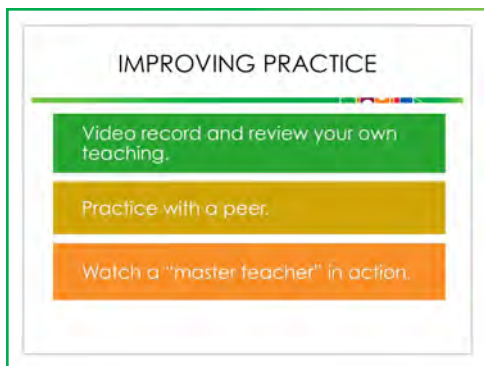 IMPROVING PRACTICE
Video record and review your own
teaching.
Practice with a peer.
Watch a “master teacher” in action.